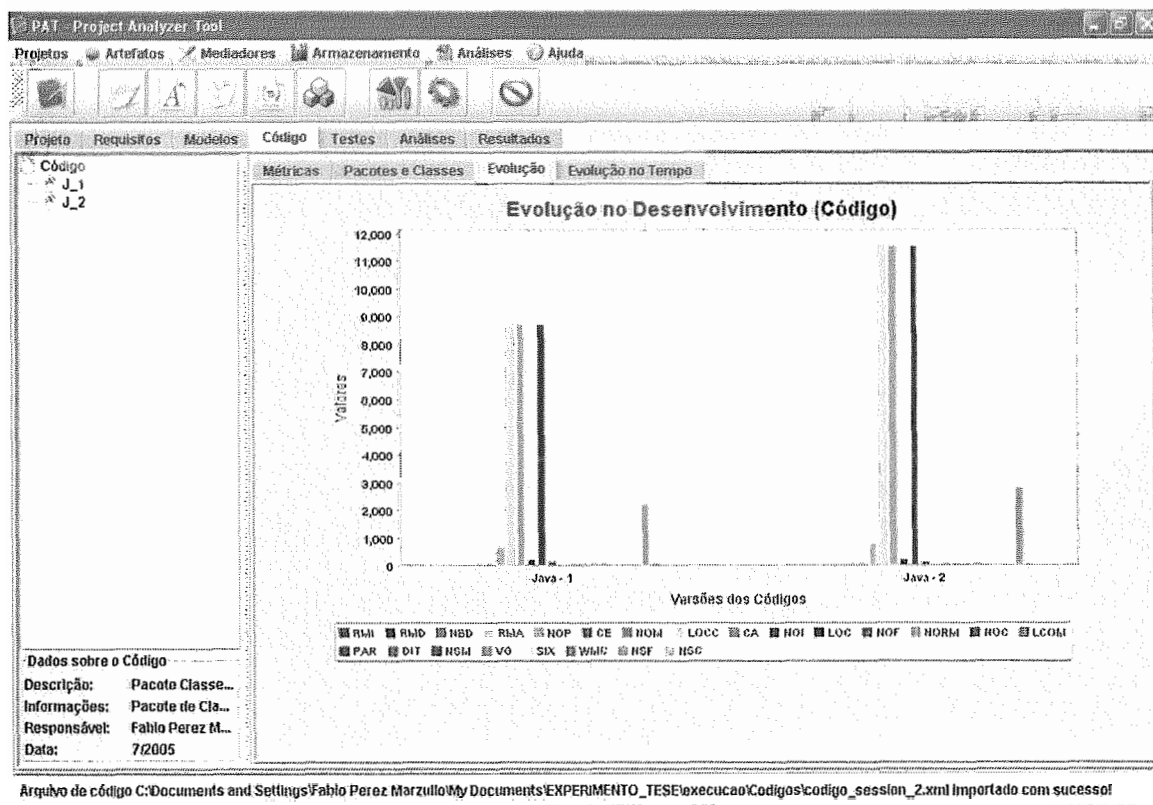 PAT - Project Analyzer Tool
Projetos Artefatos Mediadores Armazenamento Análises Ajuda
Projeto Requisitos Modelos Código Testes Análises Resultados
Código
J_1
J_2
Métricas Pacotes e Classes Evolução Evolução no Tempo
Evolução no Desenvolvimento (Código)
12,000
11,000
10,000
9,000
8,000
7,000
6,000
5,000
4,000
3,000
2,000
1,000
0
Valores
Java - 1 Java - 2
Versões dos Códigos
RMI RMD NBD RMA NOP CE NOM LOCC CA NOI LOC NOF NORM NOC LCOM
PAR DIT NSM VG SIX WMC NSF NSC
Dados sobre o Código
Descrição: Pacote Classe...
Informações: Pacote de Cla...
Responsável: Fabio Perez M...
Data: 7/2005
Arquivo de código C:\Documents and Settings\Fabio Perez Marzullo\My Documents\EXPERIMENTO_TESE\execucao\Codigos\codigo_session_2.xml importado com sucesso!